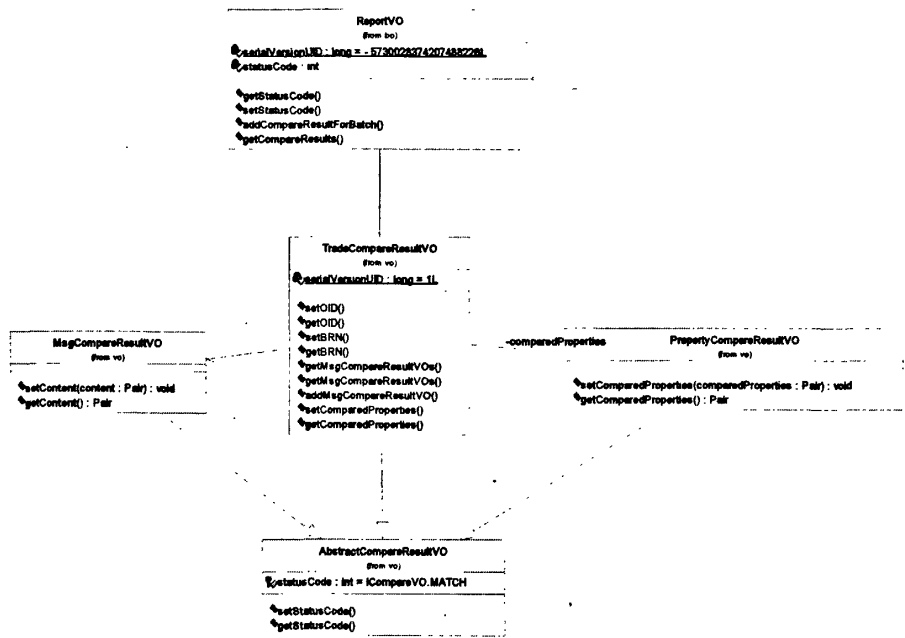 ReportVO
(from bo)
serialVersionUID : long = - 5730028374207488226L
statusCode : int
getStatusCode()
setStatusCode()
addCompareResultForBatch()
getCompareResults()
TradeCompareResultVO
(from vo)
serialVersionUID : long = 1L
setOID()
getOID()
setBRN()
getBRN()
getMsgCompareResultVOs()
getMsgCompareResultVOs()
addMsgCompareResultVO()
setComparedProperties()
getComparedProperties()
MsgCompareResultVO
(from vo)
setContent(content : Pair) : void
getContent() : Pair
-comparedProperties
PropertyCompareResultVO
(from vo)
setComparedProperties(comparedProperties : Pair) : void
getComparedProperties() : Pair
AbstractCompareResultVO
(from vo)
statusCode : int = ICompareVO.MATCH
setStatusCode()
getStatusCode()